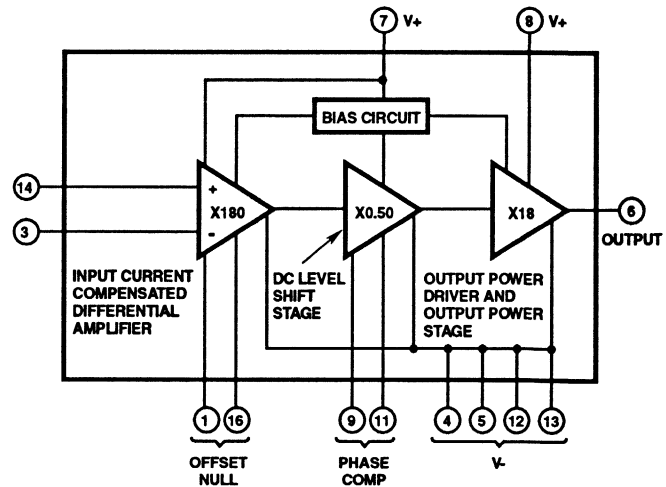 7 V+
8 V+
BIAS CIRCUIT
14
+
X180
-
X0.50
X18
6
3
OUTPUT
INPUT CURRENT
COMPENSATED
DIFFERENTIAL
AMPLIFIER
DC LEVEL
SHIFT
STAGE
OUTPUT POWER
DRIVER AND
OUTPUT POWER
STAGE
1 16
9 11
4 5 12 13
OFFSET
NULL
PHASE
COMP
V-